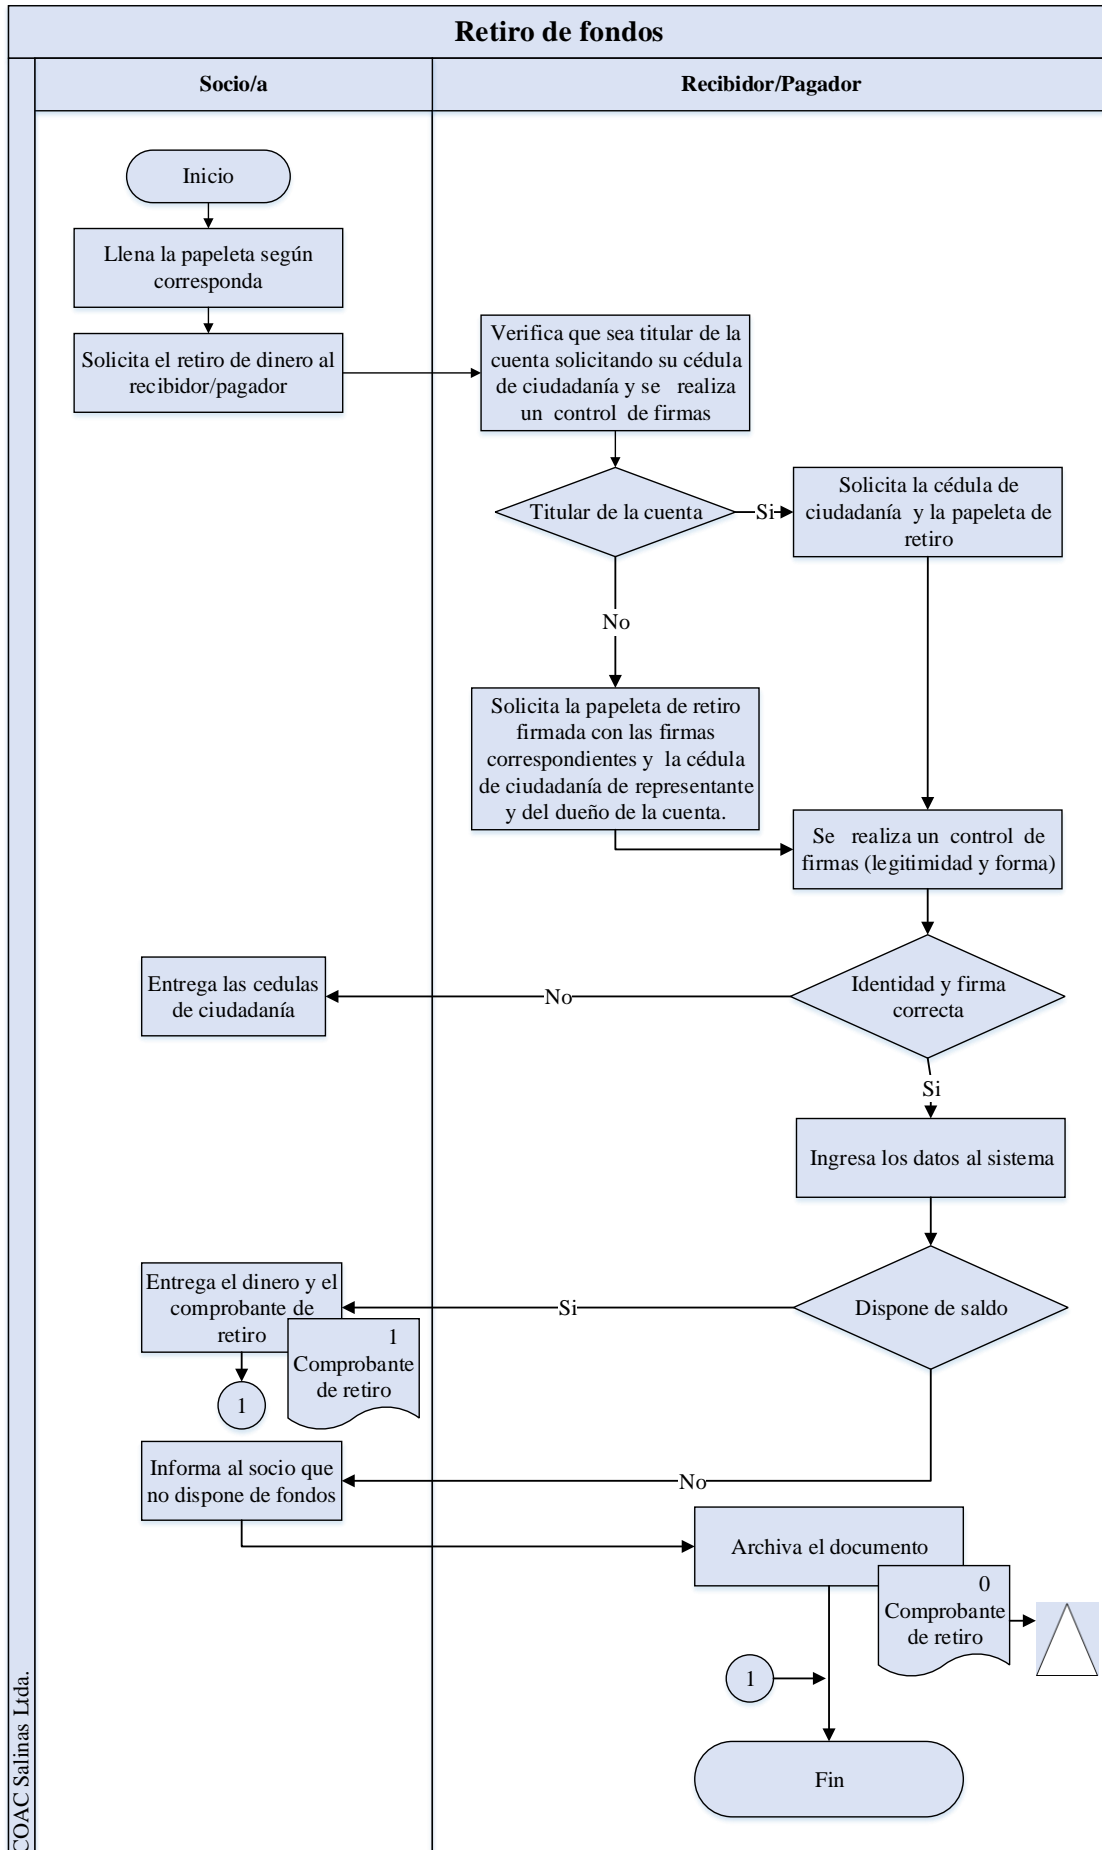 Retiro de fondos
Socio/a
Recibidor/Pagador
Inicio
Llena la papeleta según
corresponda
Solicita el retiro de dinero al
recibidor/pagador
Verifica que sea titular de la
cuenta solicitando su cédula
de ciudadanía y se realiza
un control de firmas
Titular de la cuenta
Si
Solicita la cédula de
ciudadanía y la papeleta de
retiro
No
Solicita la papeleta de retiro
firmada con las firmas
correspondientes y la cédula
de ciudadanía de representante
y del dueño de la cuenta.
Se realiza un control de
firmas (legitimidad y forma)
Identidad y firma
correcta
No
Entrega las cedulas
de ciudadanía
Si
Ingresa los datos al sistema
Dispone de saldo
Si
Entrega el dinero y el
comprobante de
retiro
1
Comprobante
de retiro
1
No
Informa al socio que
no dispone de fondos
Archiva el documento
0
Comprobante
de retiro
1
Fin
COAC Salinas Ltda.